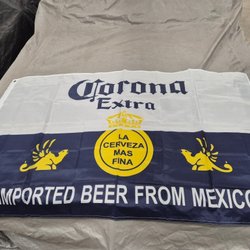 Corona
Extra
LA
CERVEZA
MAS
FINA
IMPORTED BEER FROM MEXICO